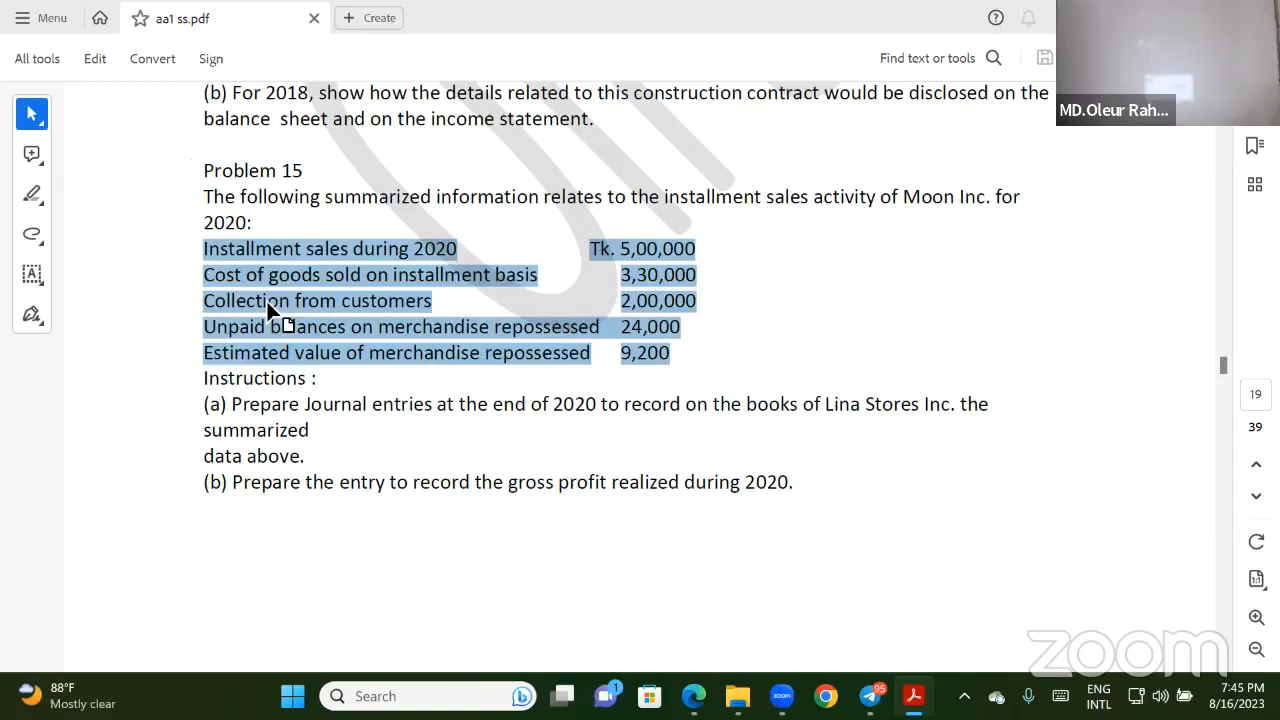 Menu
aa1 ss.pdf
Create
All tools Edit Convert Sign
Find text or tools
MD.Oleur Rah...
(b) For 2018, show how the details related to this construction contract would be disclosed on the
balance sheet and on the income statement.
Problem 15
The following summarized information relates to the installment sales activity of Moon Inc. for
2020:
Installment sales during 2020 Tk. 5,00,000
Cost of goods sold on installment basis 3,30,000
Collection from customers 2,00,000
Unpaid balances on merchandise repossessed 24,000
Estimated value of merchandise repossessed 9,200
Instructions :
(a) Prepare Journal entries at the end of 2020 to record on the books of Lina Stores Inc. the
summarized
data above.
(b) Prepare the entry to record the gross profit realized during 2020.
19
39
1:1
zoom
88°F
Mostly clear
Search
1
zoom
95
ENG
INTL
7:45 PM
8/16/2023